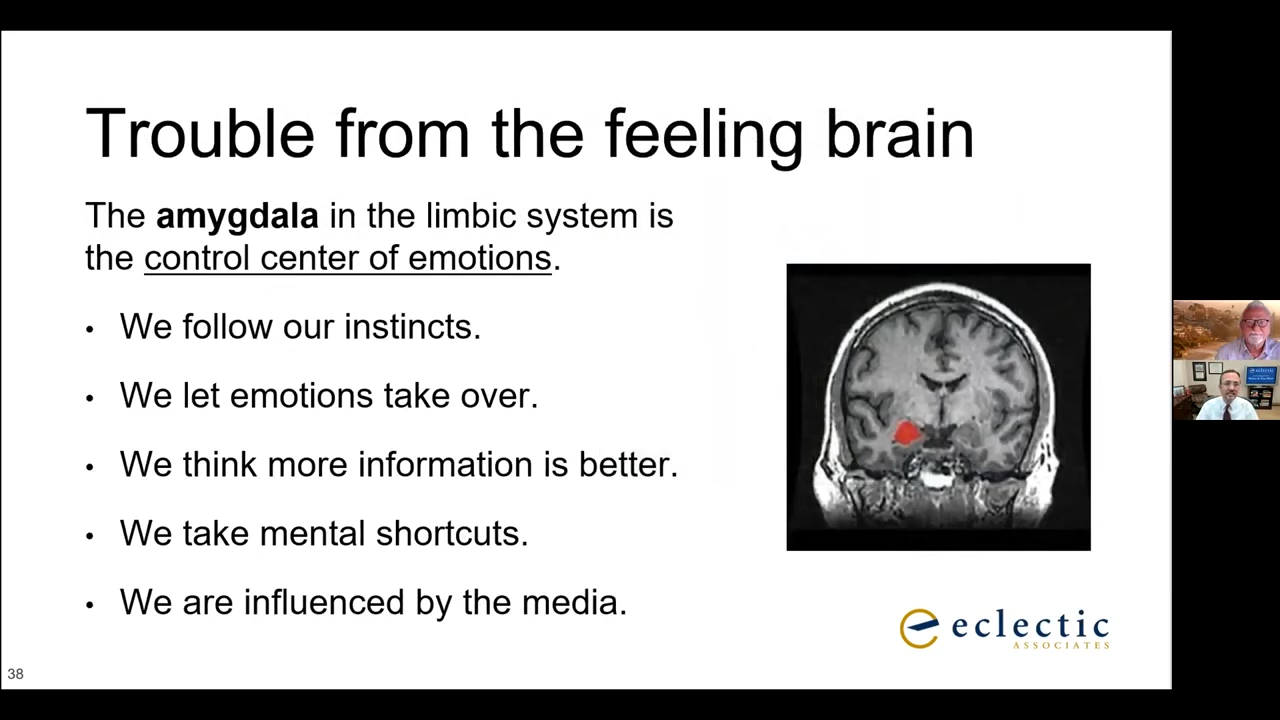 Trouble from the feeling brain
The amygdala in the limbic system is
the control center of emotions.
• We follow our instincts.
• We let emotions take over.
• We think more information is better.
• We take mental shortcuts.
• We are influenced by the media.
eclectic
ASSOCIATES
38
eclectic